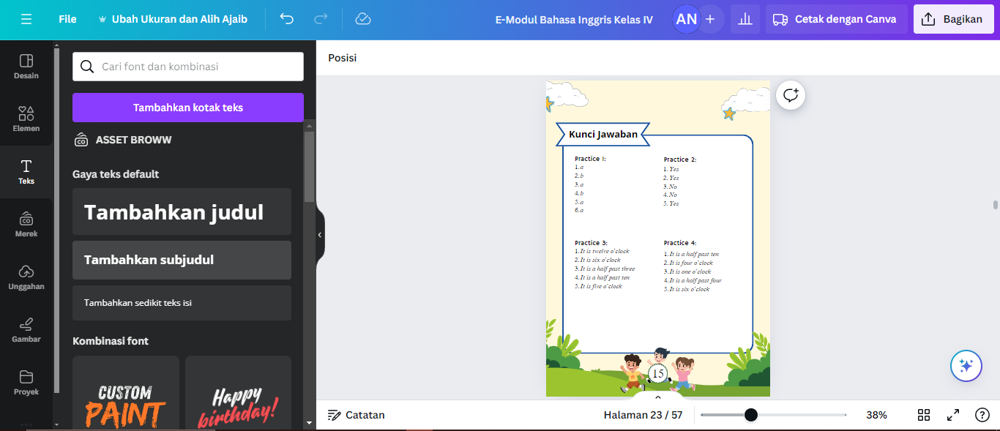 File
Ubah Ukuran dan Alih Ajaib
E-Modul Bahasa Inggris Kelas IV
AN
Cetak dengan Canva
Bagikan
Desain
Elemen
Teks
Merek
Unggahan
Gambar
Proyek
Cari font dan kombinasi
Tambahkan kotak teks
CO ASSET BROWW
Gaya teks default
Tambahkan judul
Tambahkan subjudul
Tambahkan sedikit teks isi
Kombinasi font
CUSTOM
PAINT
Happy
birthday!
Posisi
Kunci Jawaban
Practice 1:
1. a
2. b
3. a
4. b
5. a
6. a
Practice 2:
1. Yes
2. Yes
3. No
4. No
5. Yes
Practice 3:
1. It is twelve o'clock
2. It is six o'clock
3. It is a half past three
4. It is a half past ten
5. It is five o'clock
Practice 4:
1. It is a half past ten
2. It is four o'clock
3. It is one o'clock
4. It is a half past four
5. It is six o'clock
15
Catatan
Halaman 23 / 57
38%